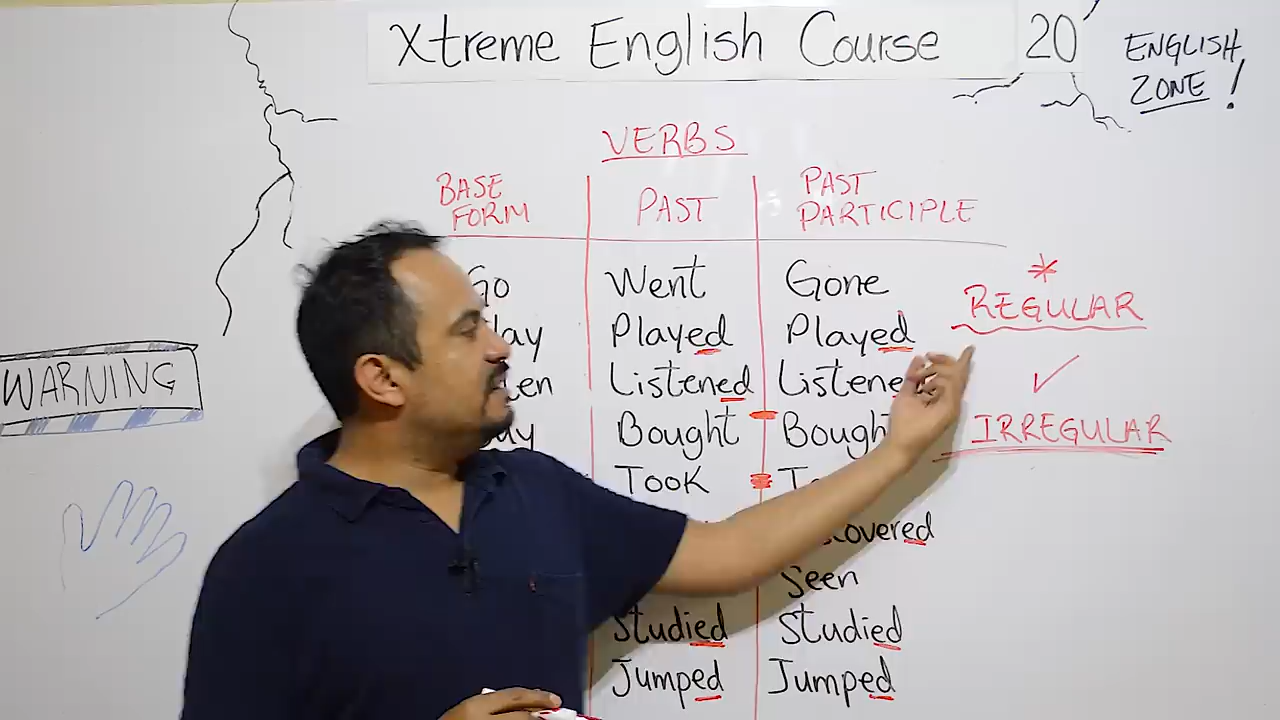 Xtreme English Course 20
ENGLISH
ZONE!
VERBS
BASE
FORM
PAST
PAST
PARTICIPLE
Go Went Gone
Played Played
Listened
Bought
Took
Seen
Studied Studied
Jumped Jumped
* REGULAR
✓
IRREGULAR
WARNING